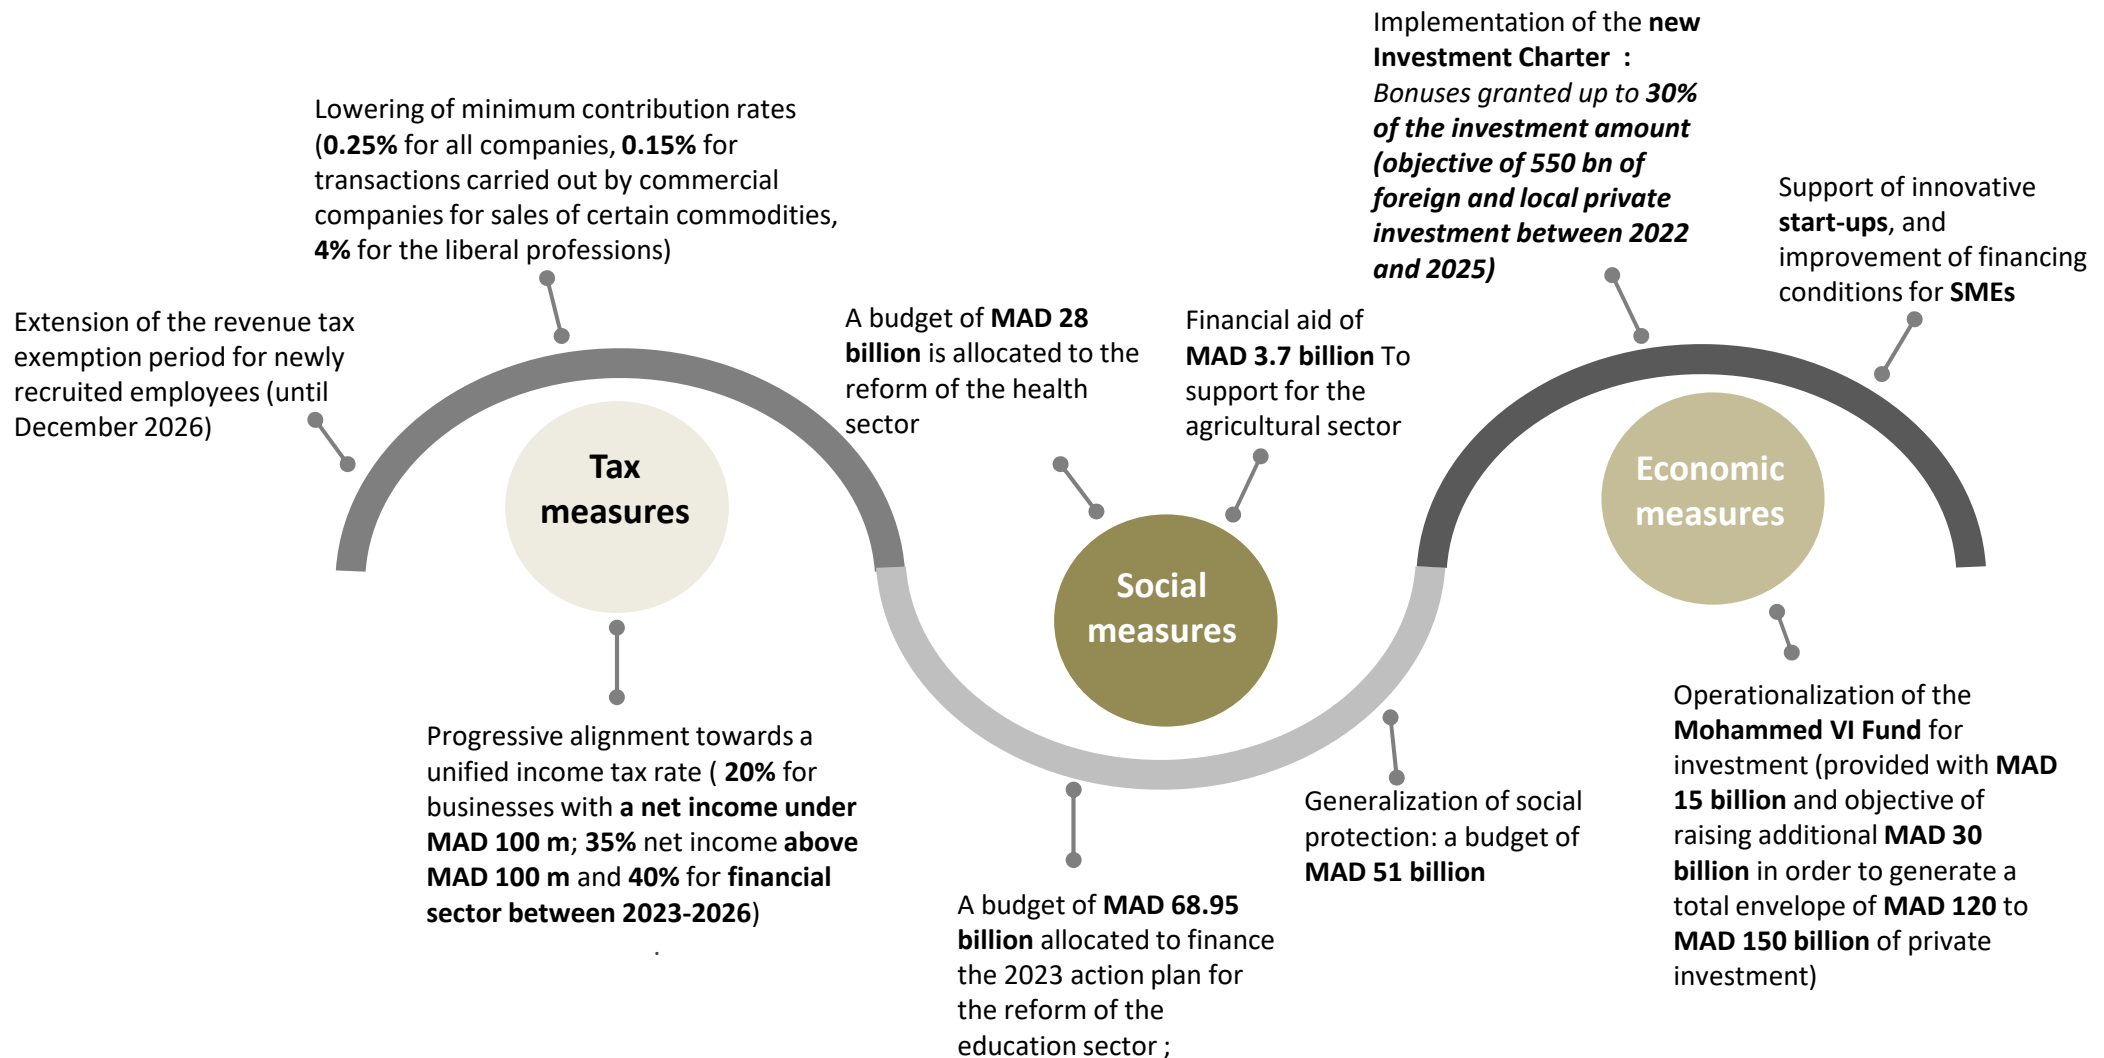 Extension of the revenue tax
exemption period for newly
recruited employees (until
December 2026)
Lowering of minimum contribution rates
(0.25% for all companies, 0.15% for
transactions carried out by commercial
companies for sales of certain commodities,
4% for the liberal professions)
Tax
measures
Progressive alignment towards a
unified income tax rate ( 20% for
businesses with a net income under
MAD 100 m; 35% net income above
MAD 100 m and 40% for financial
sector between 2023-2026)
.
A budget of MAD 28
billion is allocated to the
reform of the health
sector
Financial aid of
MAD 3.7 billion To
support for the
agricultural sector
Social
measures
A budget of MAD 68.95
billion allocated to finance
the 2023 action plan for
the reform of the
education sector ;
Generalization of social
protection: a budget of
MAD 51 billion
Implementation of the new
Investment Charter :
Bonuses granted up to 30%
of the investment amount
(objective of 550 bn of
foreign and local private
investment between 2022
and 2025)
Support of innovative
start-ups, and
improvement of financing
conditions for SMEs
Economic
measures
Operationalization of the
Mohammed VI Fund for
investment (provided with MAD
15 billion and objective of
raising additional MAD 30
billion in order to generate a
total envelope of MAD 120 to
MAD 150 billion of private
investment)